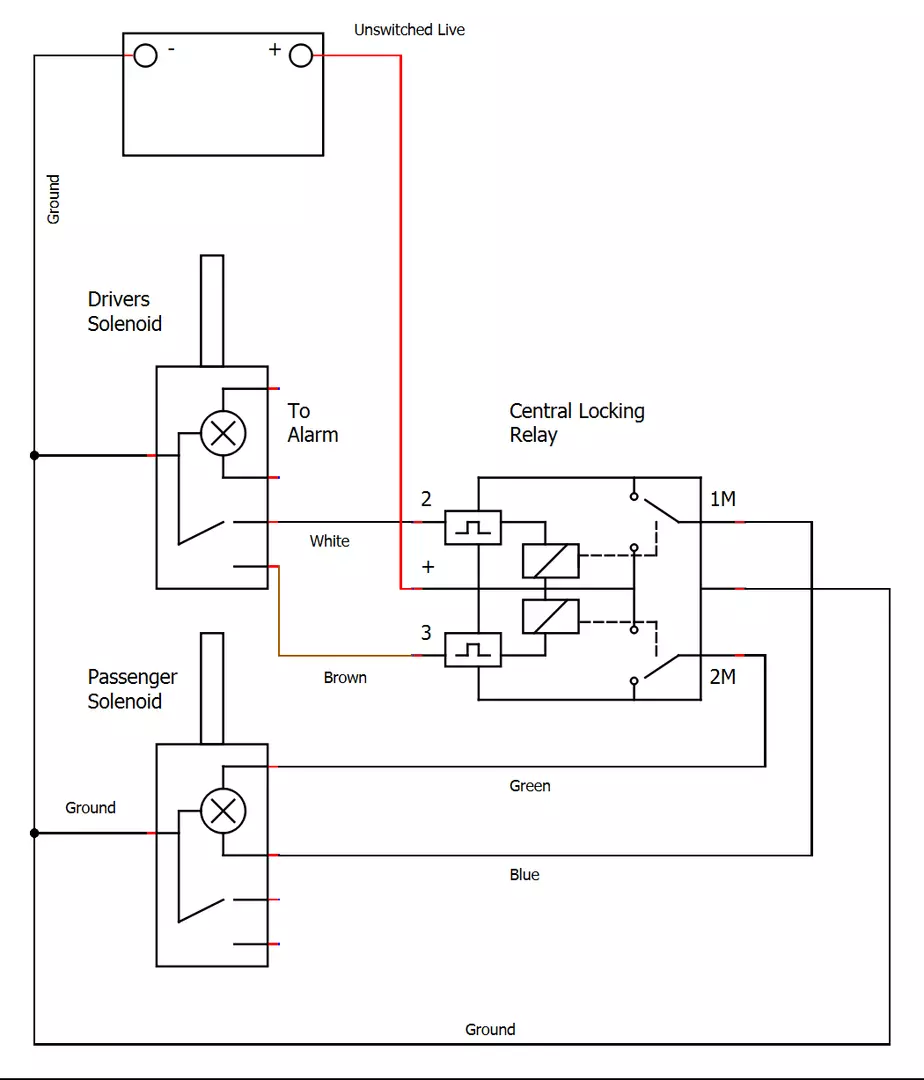 Unswitched Live
- +
Ground
Drivers
Solenoid
To
Alarm
Central Locking
Relay
2
1M
White
+
3
Brown
2M
Passenger
Solenoid
Green
Ground
Blue
Ground